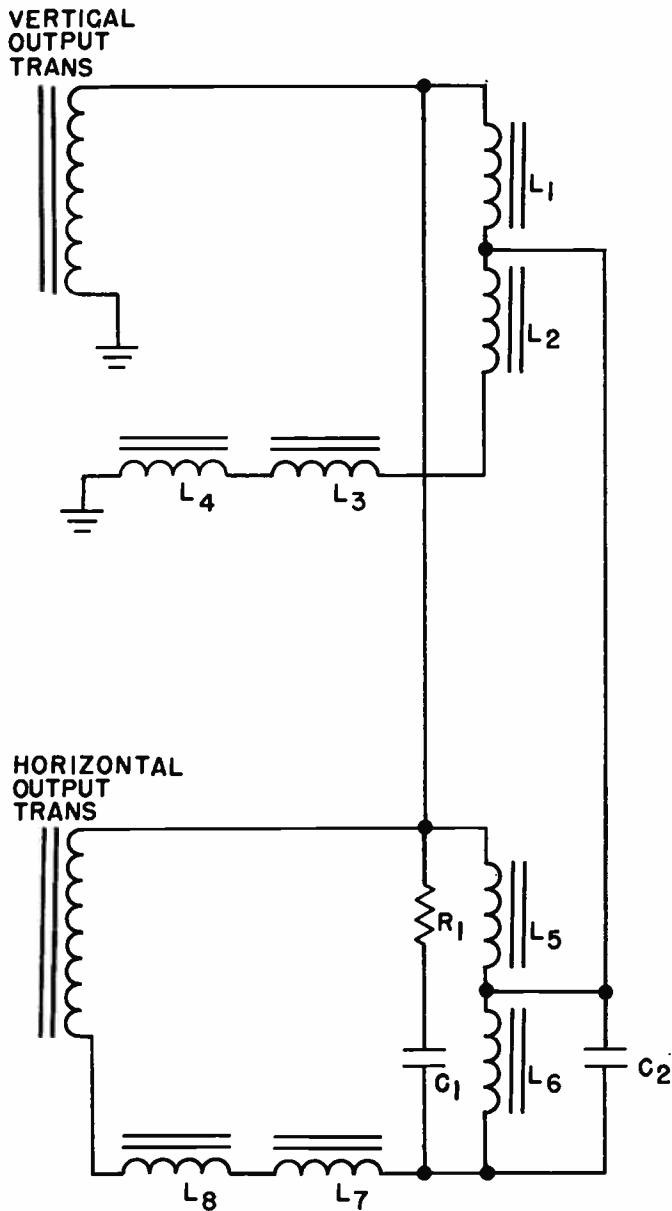 VERTICAL
OUTPUT
TRANS
L1
L2
L4
L3
HORIZONTAL
OUTPUT
TRANS
R1
L5
C1
L6
C2
L8
L7